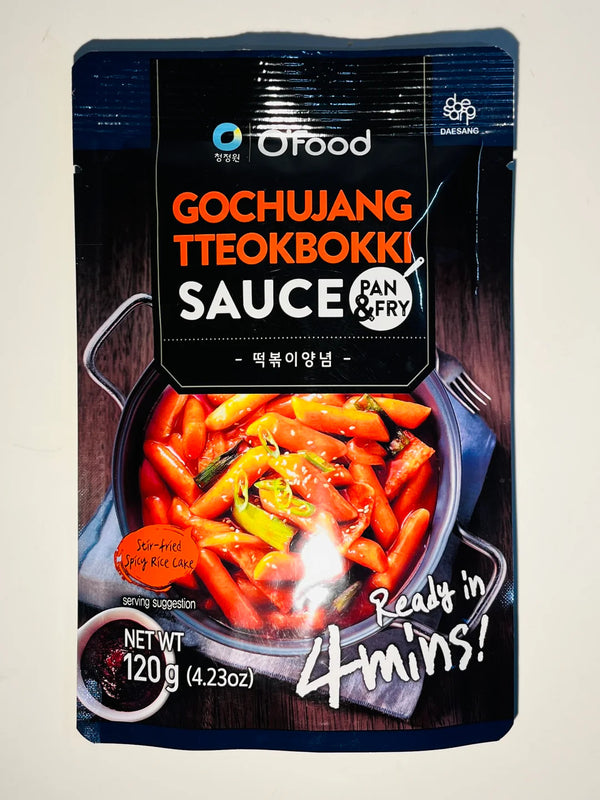 청정원
O'Food
daesang
DAESANG
GOCHUJANG
TTEOKBOKKI
SAUCE
PAN
&FRY
- 떡볶이양념 -
Stir-fried
Spicy Rice Cake
serving suggestion
Ready in
4mins!
NET WT
120 g (4.23oz)